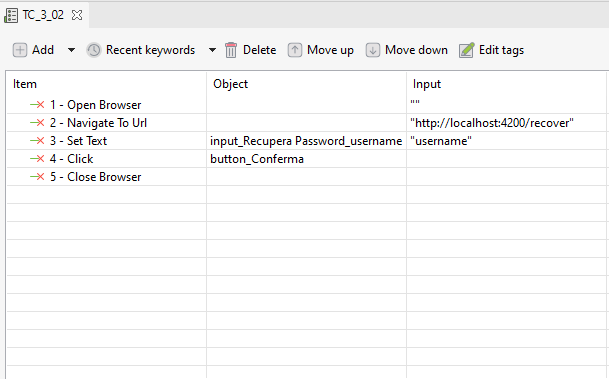 TC_3_02
Add Recent keywords Delete Move up Move down Edit tags
Item Object Input
1 - Open Browser ""
2 - Navigate To Url "http://localhost:4200/recover"
3 - Set Text input_Recupera Password_username "username"
4 - Click button_Conferma
5 - Close Browser